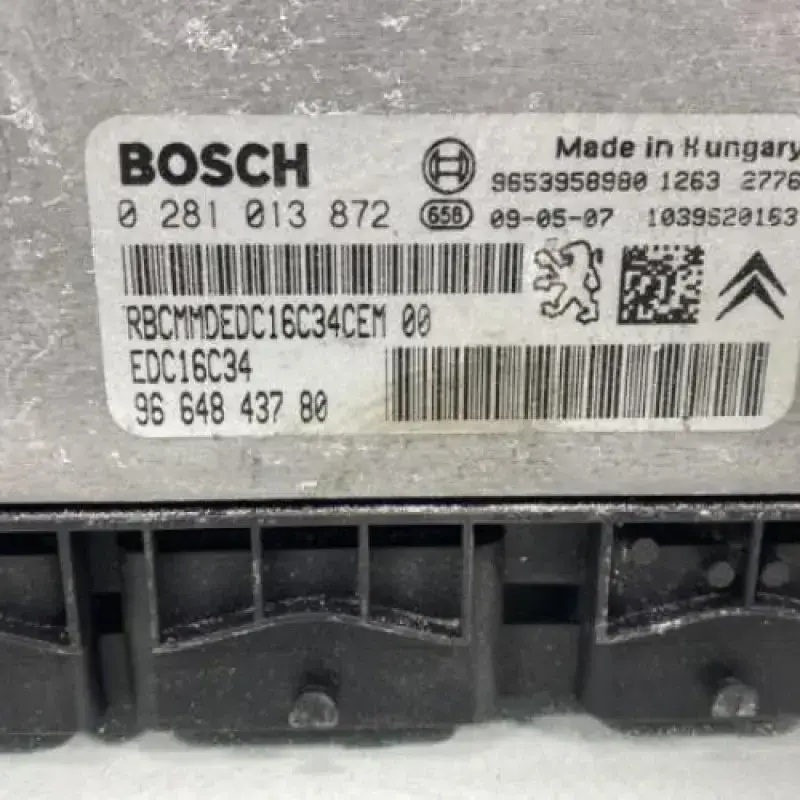 BOSCH
Made in Hungary
9653958980 1263 2776
0 281 013 872
658
09-05-07
1039S20163
RBCMMDEDC16C34CEM 00
EDC16C34
96 648 437 80